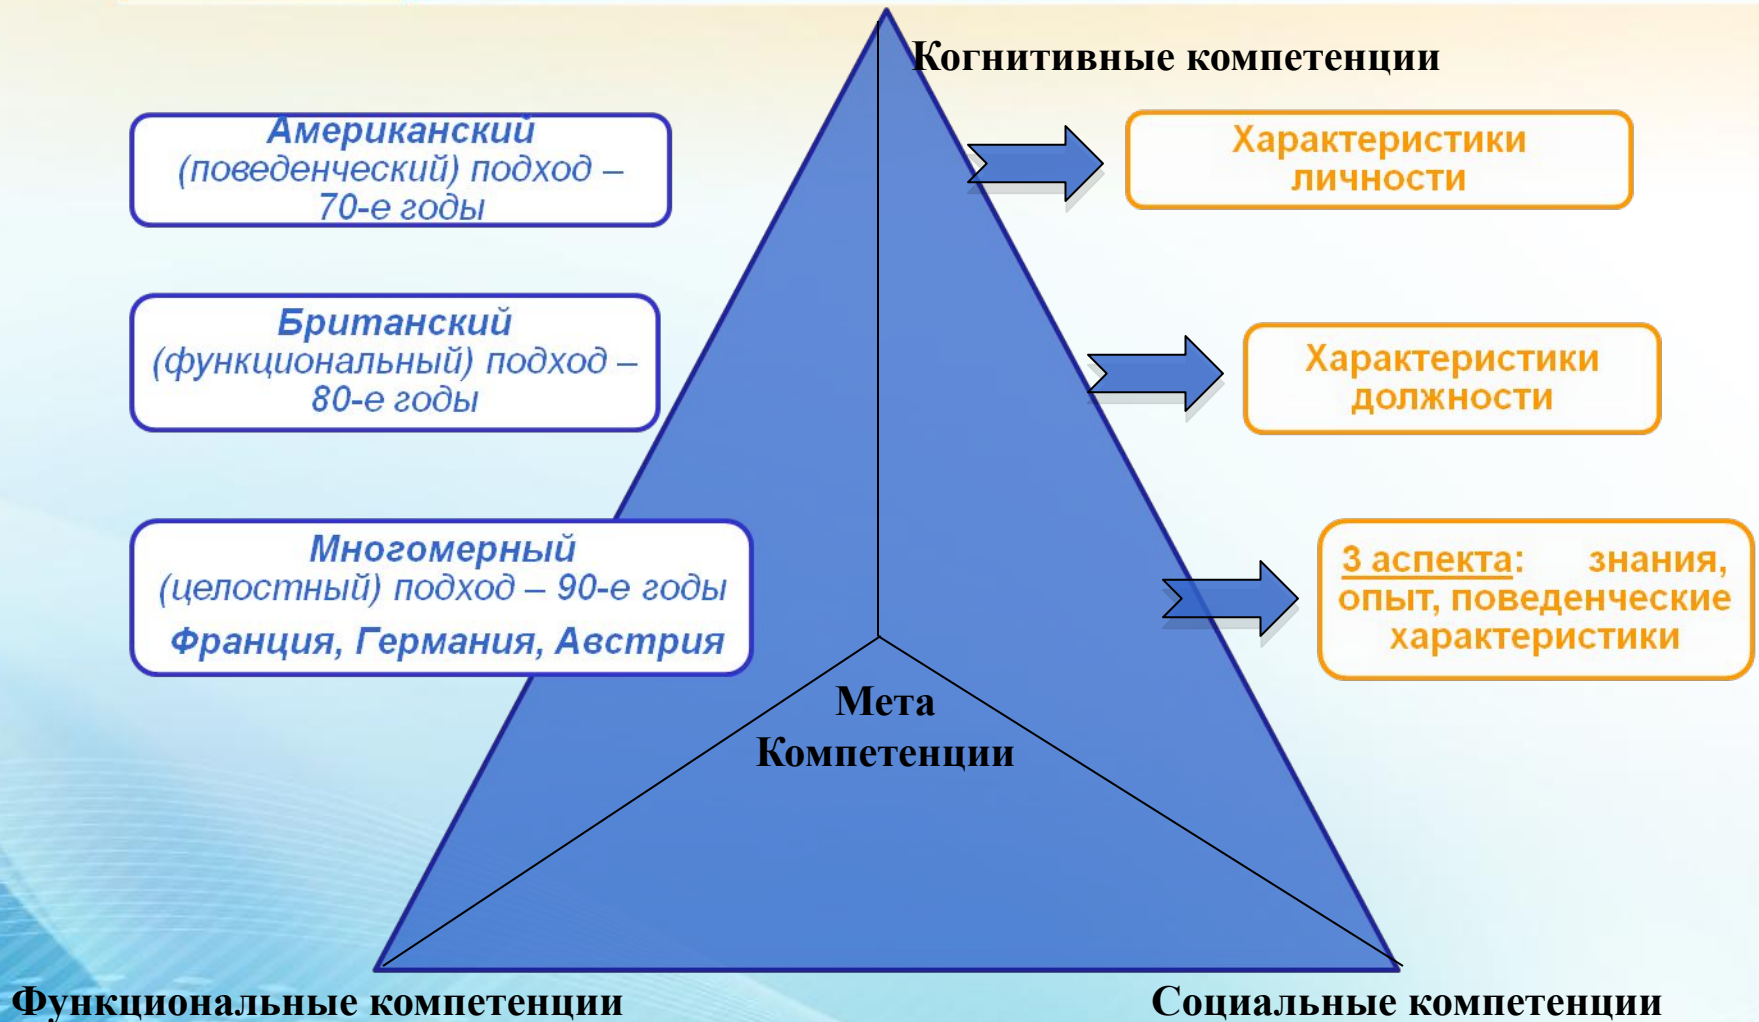 Когнитивные компетенции
Американский
(поведенческий) подход –
70-е годы
Характеристики
личности
Британский
(функциональный) подход –
80-е годы
Характеристики
должности
Многомерный
(целостный) подход – 90-е годы
Франция, Германия, Австрия
3 аспекта: знания,
опыт, поведенческие
характеристики
Мета
Компетенции
Функциональные компетенции
Социальные компетенции